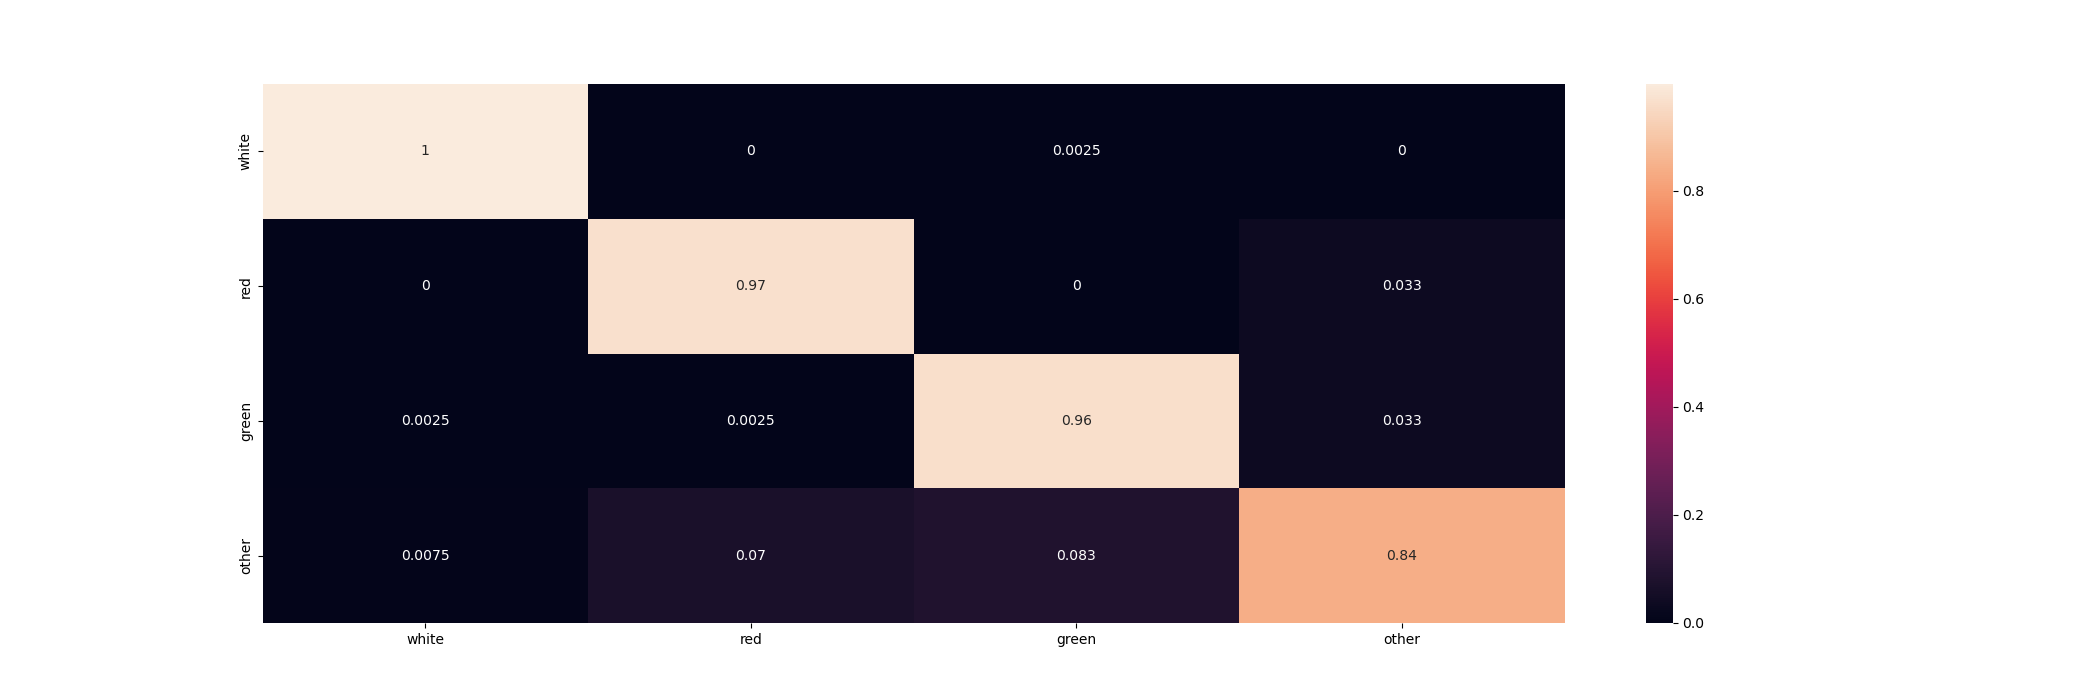 white 1 0 0.0025 0
red 0 0.97 0 0.033
green 0.0025 0.0025 0.96 0.033
other 0.0075 0.07 0.083 0.84
white red green other
0.8
0.6
0.4
0.2
0.0